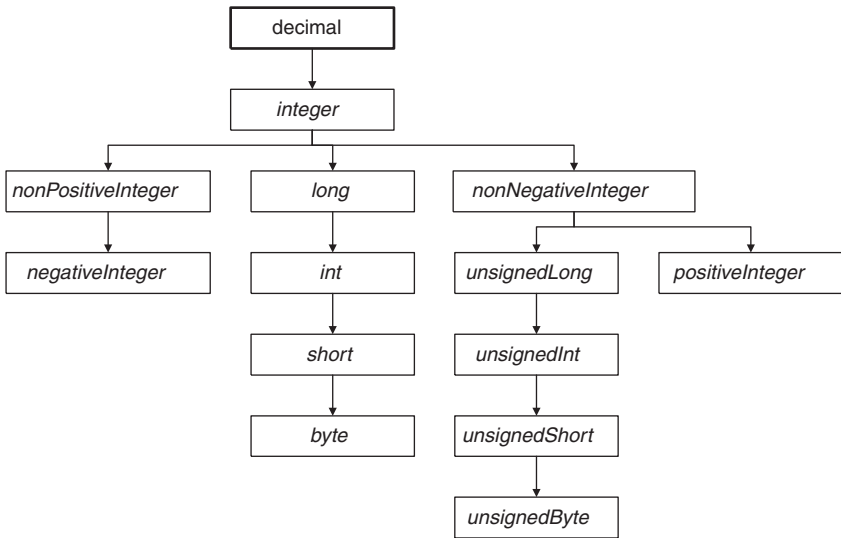 decimal
integer
nonPositiveInteger
long
nonNegativeInteger
negativeInteger
int
unsignedLong
positiveInteger
short
unsignedInt
byte
unsignedShort
unsignedByte